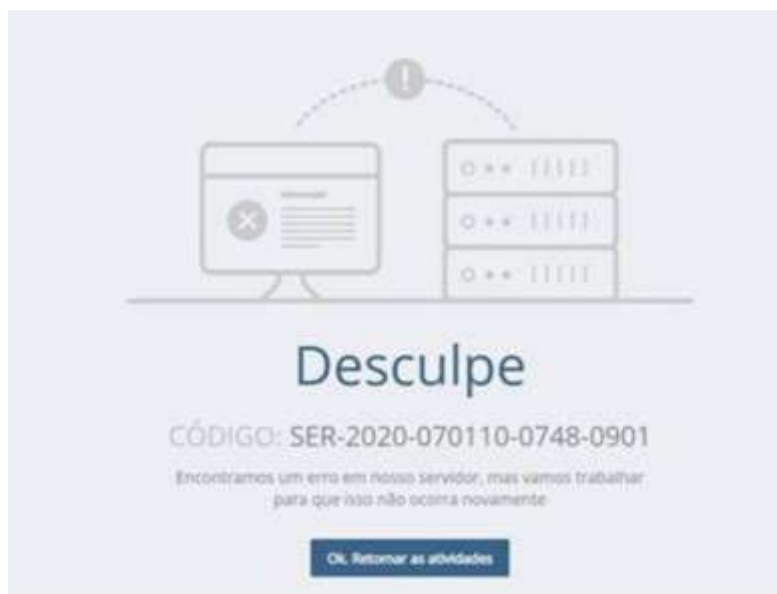 Desculpe
CÓDIGO: SER-2020-070110-0748-0901
Encontramos um erro em nosso servidor, mas vamos trabalhar
para que isso não ocorra novamente
Ok, Retornar as atividades